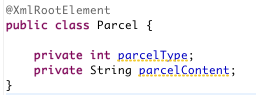 @XmlRootElement
public class Parcel {
private int parcelType;
private String parcelContent;
}